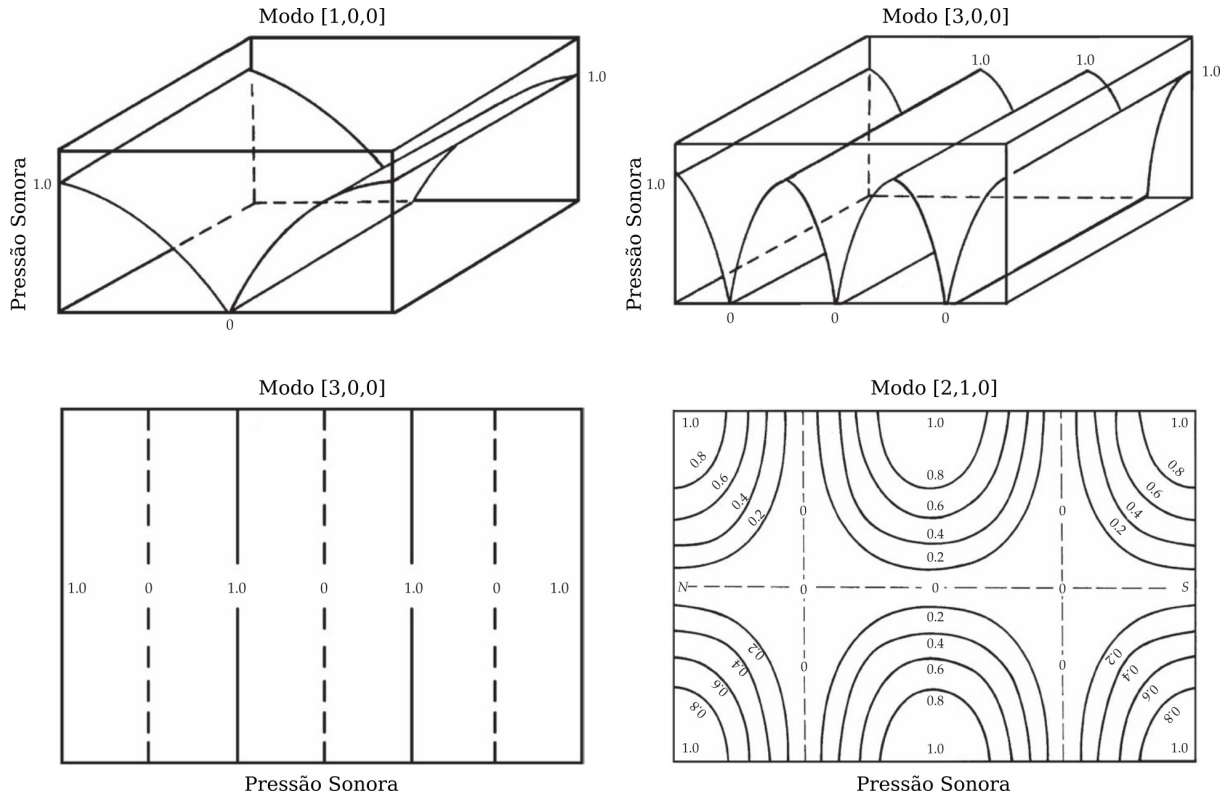 Modo [1,0,0]
1.0
1.0
0
Pressão Sonora
Modo [3,0,0]
1.0 1.0
1.0
1.0
0 0 0
Pressão Sonora
Modo [3,0,0]
1.0 0 1.0 0 1.0 0 1.0
Pressão Sonora
Modo [2,1,0]
1.0 1.0 1.0
0.8 0.8 0.8
0.6 0.6 0.6
0.4 0.4 0.4
0.2 0.2 0.2
0 0
N 0 0 0 S
0.2 0.2 0.2
0.4 0.4 0.4
0 0
0.6 0.6 0.6
0.8 0.8 0.8
1.0 1.0 1.0
Pressão Sonora